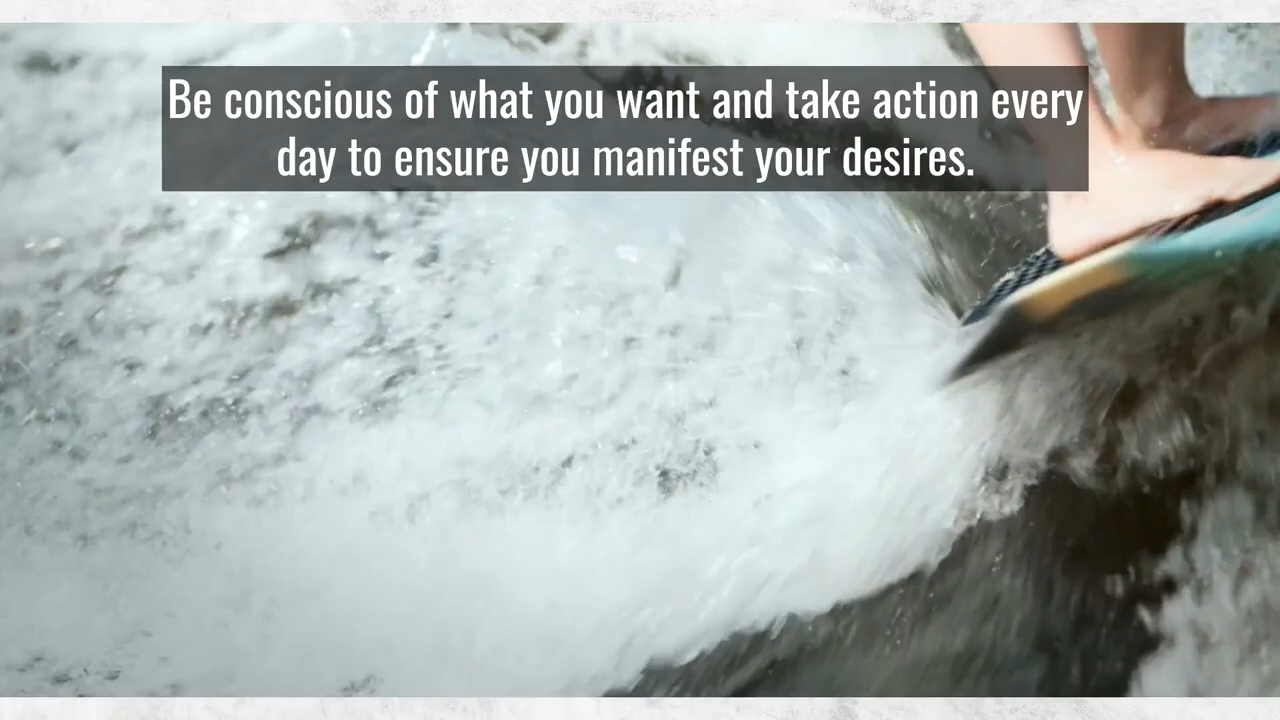 Be conscious of what you want and take action every
day to ensure you manifest your desires.